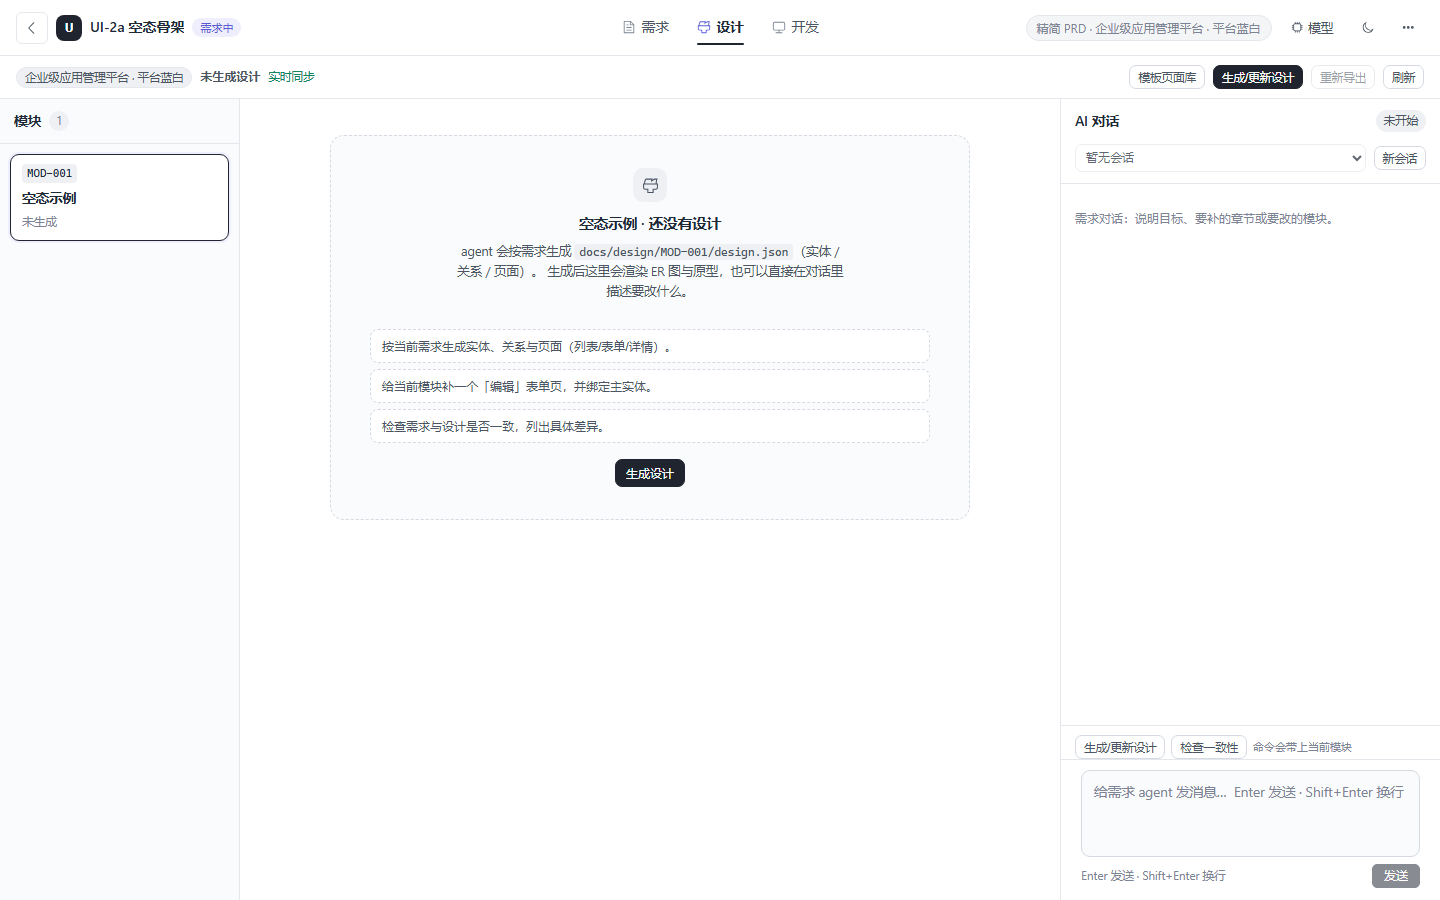 U UI-2a 空态骨架 需求中
需求 设计 开发
精简 PRD · 企业级应用管理平台 · 平台蓝白
模型
企业级应用管理平台 · 平台蓝白 未生成设计 实时同步
模板页面库 生成/更新设计 重新导出 刷新
模块 1
MOD-001
空态示例
未生成
空态示例 · 还没有设计
agent 会按需求生成 docs/design/MOD-001/design.json （实体 /
关系 / 页面）。 生成后这里会渲染 ER 图与原型，也可以直接在对话里
描述要改什么。
按当前需求生成实体、关系与页面（列表/表单/详情）。
给当前模块补一个「编辑」表单页，并绑定主实体。
检查需求与设计是否一致，列出具体差异。
生成设计
AI 对话 未开始
暂无会话 新会话
需求对话：说明目标、要补的章节或要改的模块。
生成/更新设计 检查一致性 命令会带上当前模块
给需求 agent 发消息... Enter 发送 · Shift+Enter 换行
Enter 发送 · Shift+Enter 换行 发送